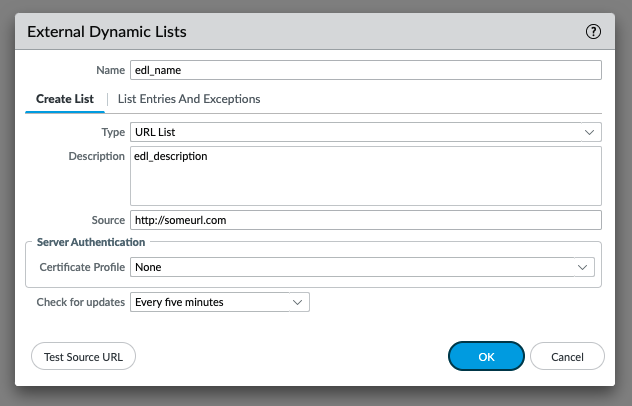 External Dynamic Lists
?
Name edl_name
Create List List Entries And Exceptions
Type URL List
Description edl_description
Source http://someurl.com
Server Authentication
Certificate Profile None
Check for updates Every five minutes
Test Source URL OK Cancel